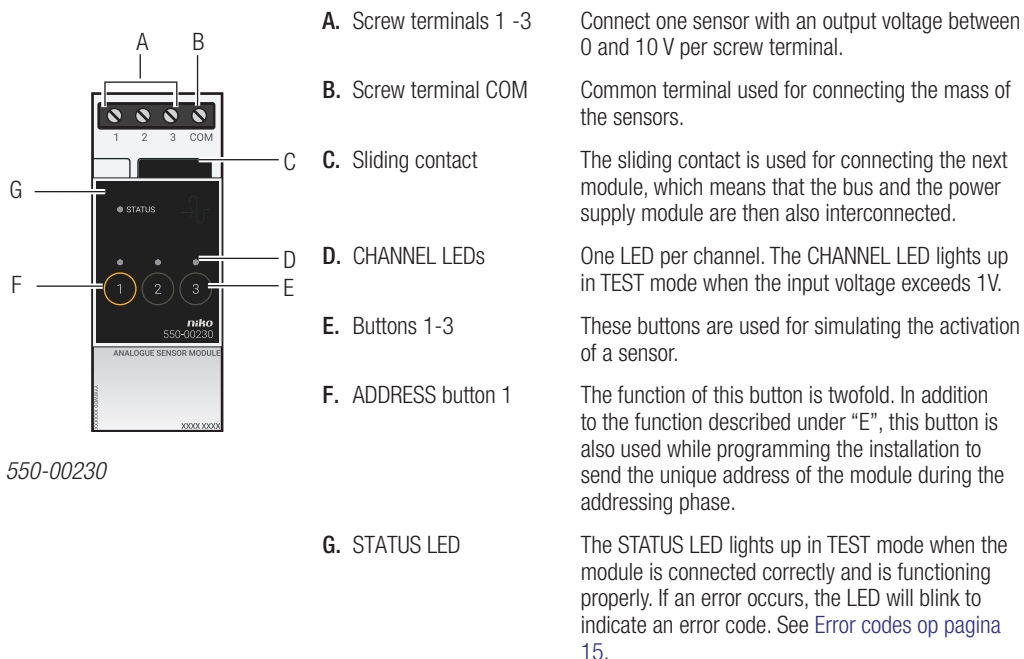 A B
1 2 3 COM
C
G
STATUS
D
F
1 2 3
E
niko
550-00230
ANALOGUE SENSOR MODULE
XXXX XXXX
550-00230
A. Screw terminals 1 -3
Connect one sensor with an output voltage between
0 and 10 V per screw terminal.
B. Screw terminal COM
Common terminal used for connecting the mass of
the sensors.
C. Sliding contact
The sliding contact is used for connecting the next
module, which means that the bus and the power
supply module are then also interconnected.
D. CHANNEL LEDs
One LED per channel. The CHANNEL LED lights up
in TEST mode when the input voltage exceeds 1V.
E. Buttons 1-3
These buttons are used for simulating the activation
of a sensor.
F. ADDRESS button 1
The function of this button is twofold. In addition
to the function described under “E”, this button is
also used while programming the installation to
send the unique address of the module during the
addressing phase.
G. STATUS LED
The STATUS LED lights up in TEST mode when the
module is connected correctly and is functioning
properly. If an error occurs, the LED will blink to
indicate an error code. See Error codes op pagina
15.